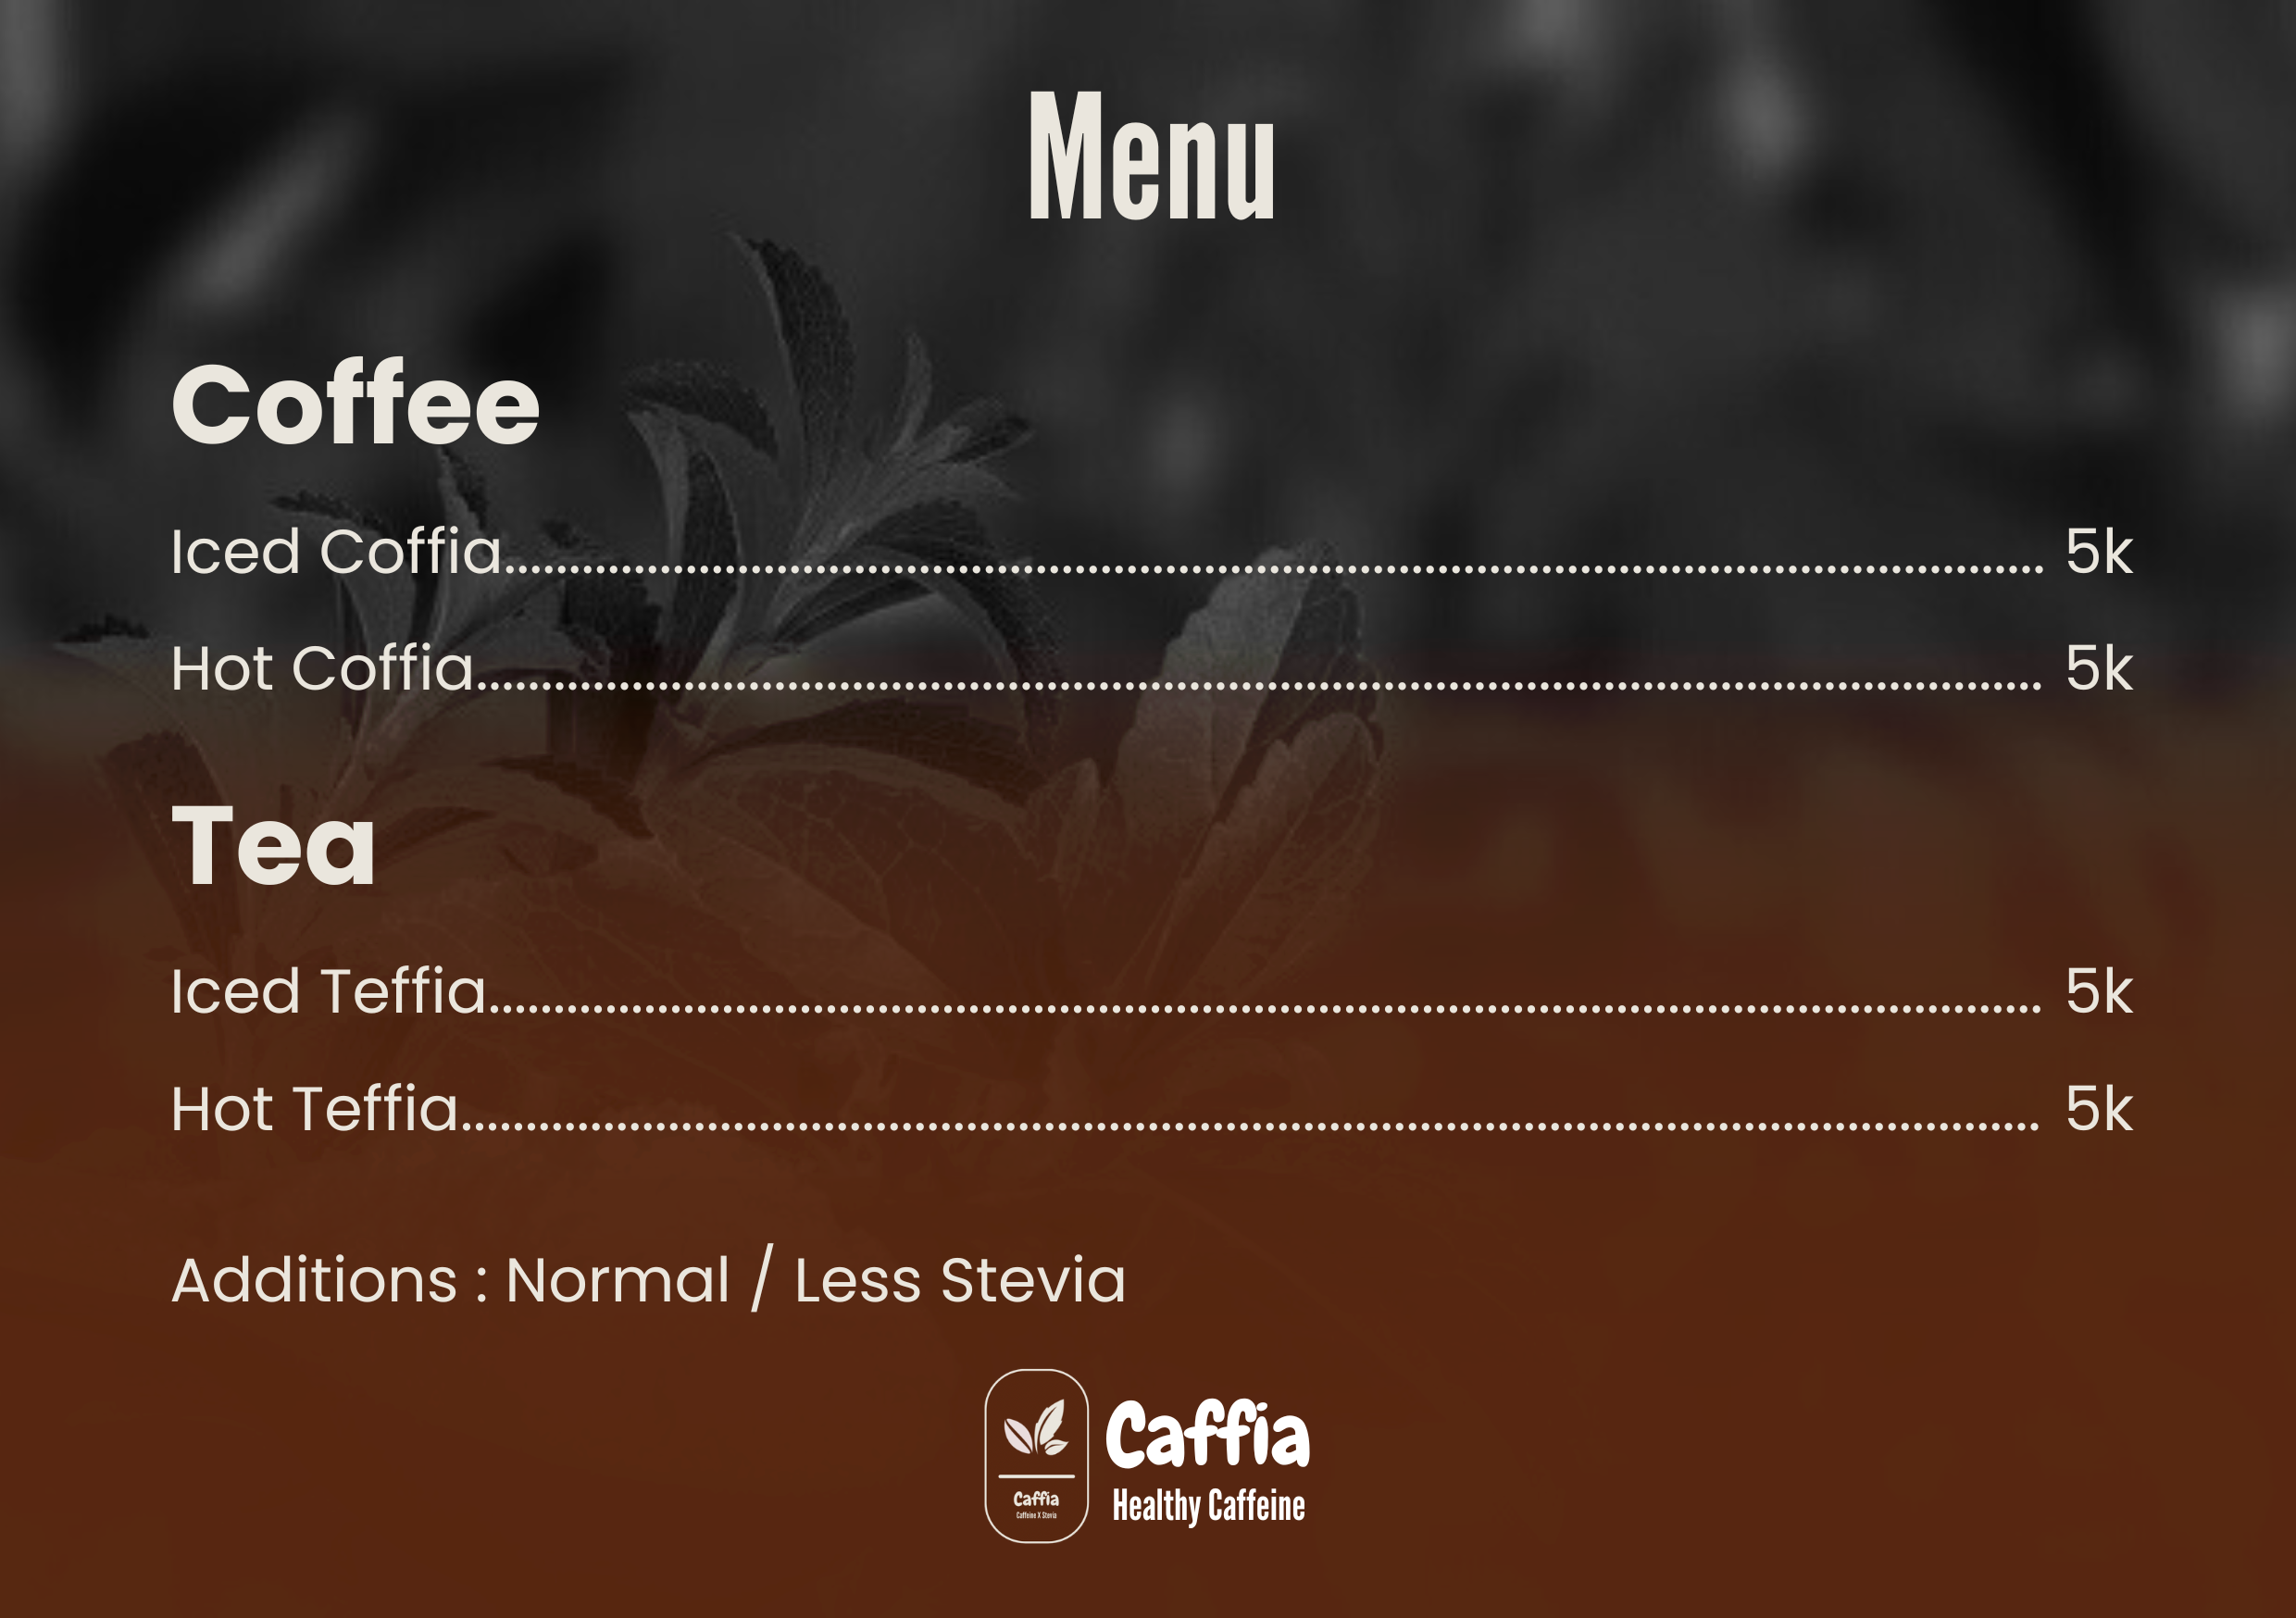 Menu
Coffee
Iced Coffia........................................................................................................................ 5k
Hot Coffia.......................................................................................................................... 5k
Tea
Iced Teffia......................................................................................................................... 5k
Hot Teffia........................................................................................................................... 5k
Additions : Normal / Less Stevia
Caffia
Healthy Caffeine
Caffia
Caffeine X Stevia